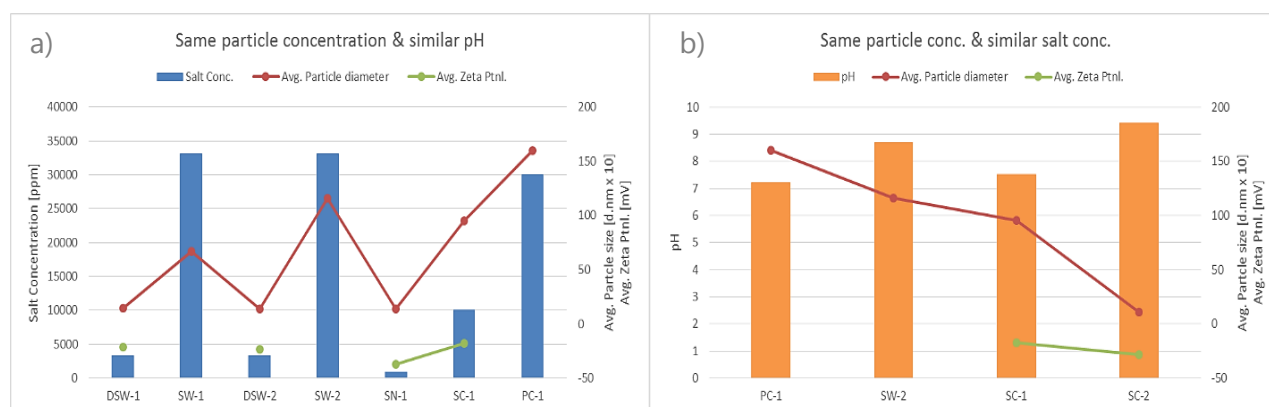 a)
Same particle concentration & similar pH
Salt Conc.
Avg. Particle diameter
Avg. Zeta Ptnl.
40000
35000
30000
25000
20000
15000
10000
5000
0
Salt Concentration [ppm]
200
150
100
50
0
-50
Avg. Partcle size [d.nm x 10]
Avg. Zeta Ptnl. [mV]
DSW-1
SW-1
DSW-2
SW-2
SN-1
SC-1
PC-1
b)
Same particle conc. & similar salt conc.
pH
Avg. Particle diameter
Avg. Zeta Ptnl.
10
9
8
7
6
5
4
3
2
1
0
pH
200
150
100
50
0
-50
Avg. Particle size [d.nm x 10]
Avg. Zeta Ptnl. [mV]
PC-1
SW-2
SC-1
SC-2